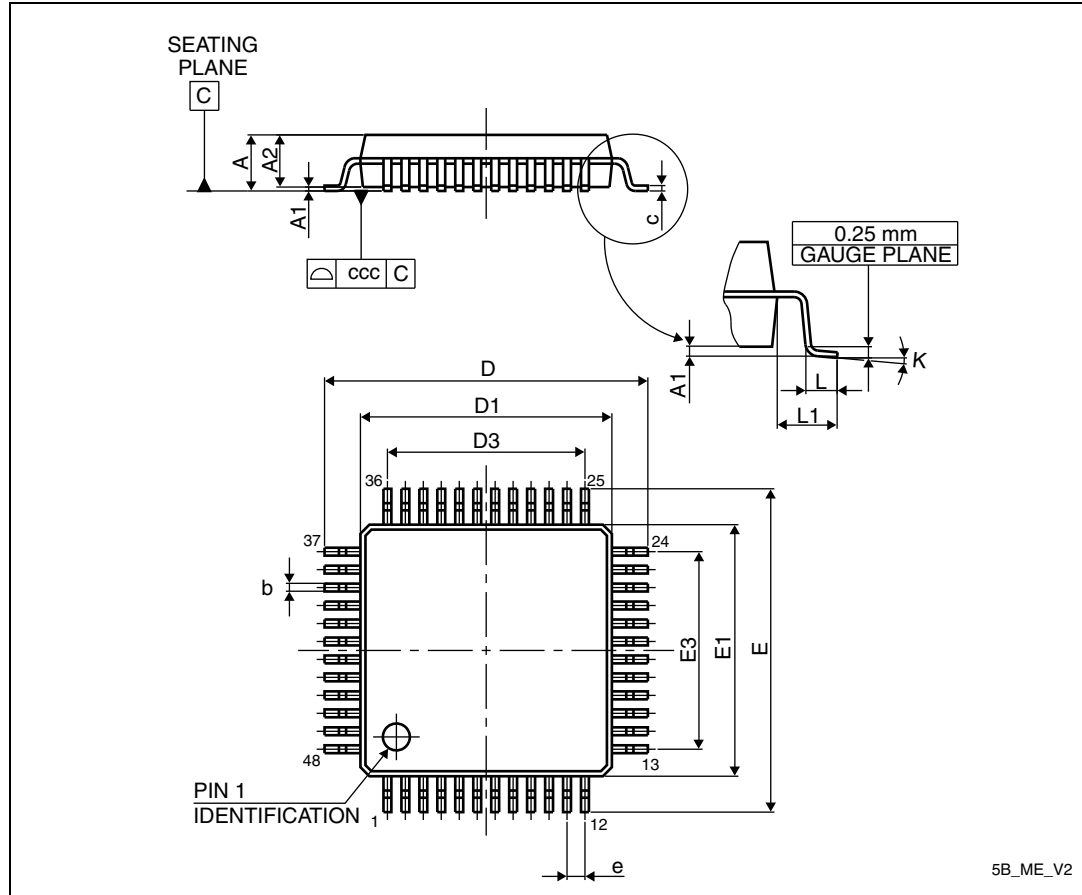 SEATING
PLANE
C
A
A2
A1
c
ccc C
0.25 mm
GAUGE PLANE
A1
K
L
L1
D
D1
D3
36
25
37
24
b
E3
E1
E
48
13
PIN 1
IDENTIFICATION
1
12
e
5B_ME_V2